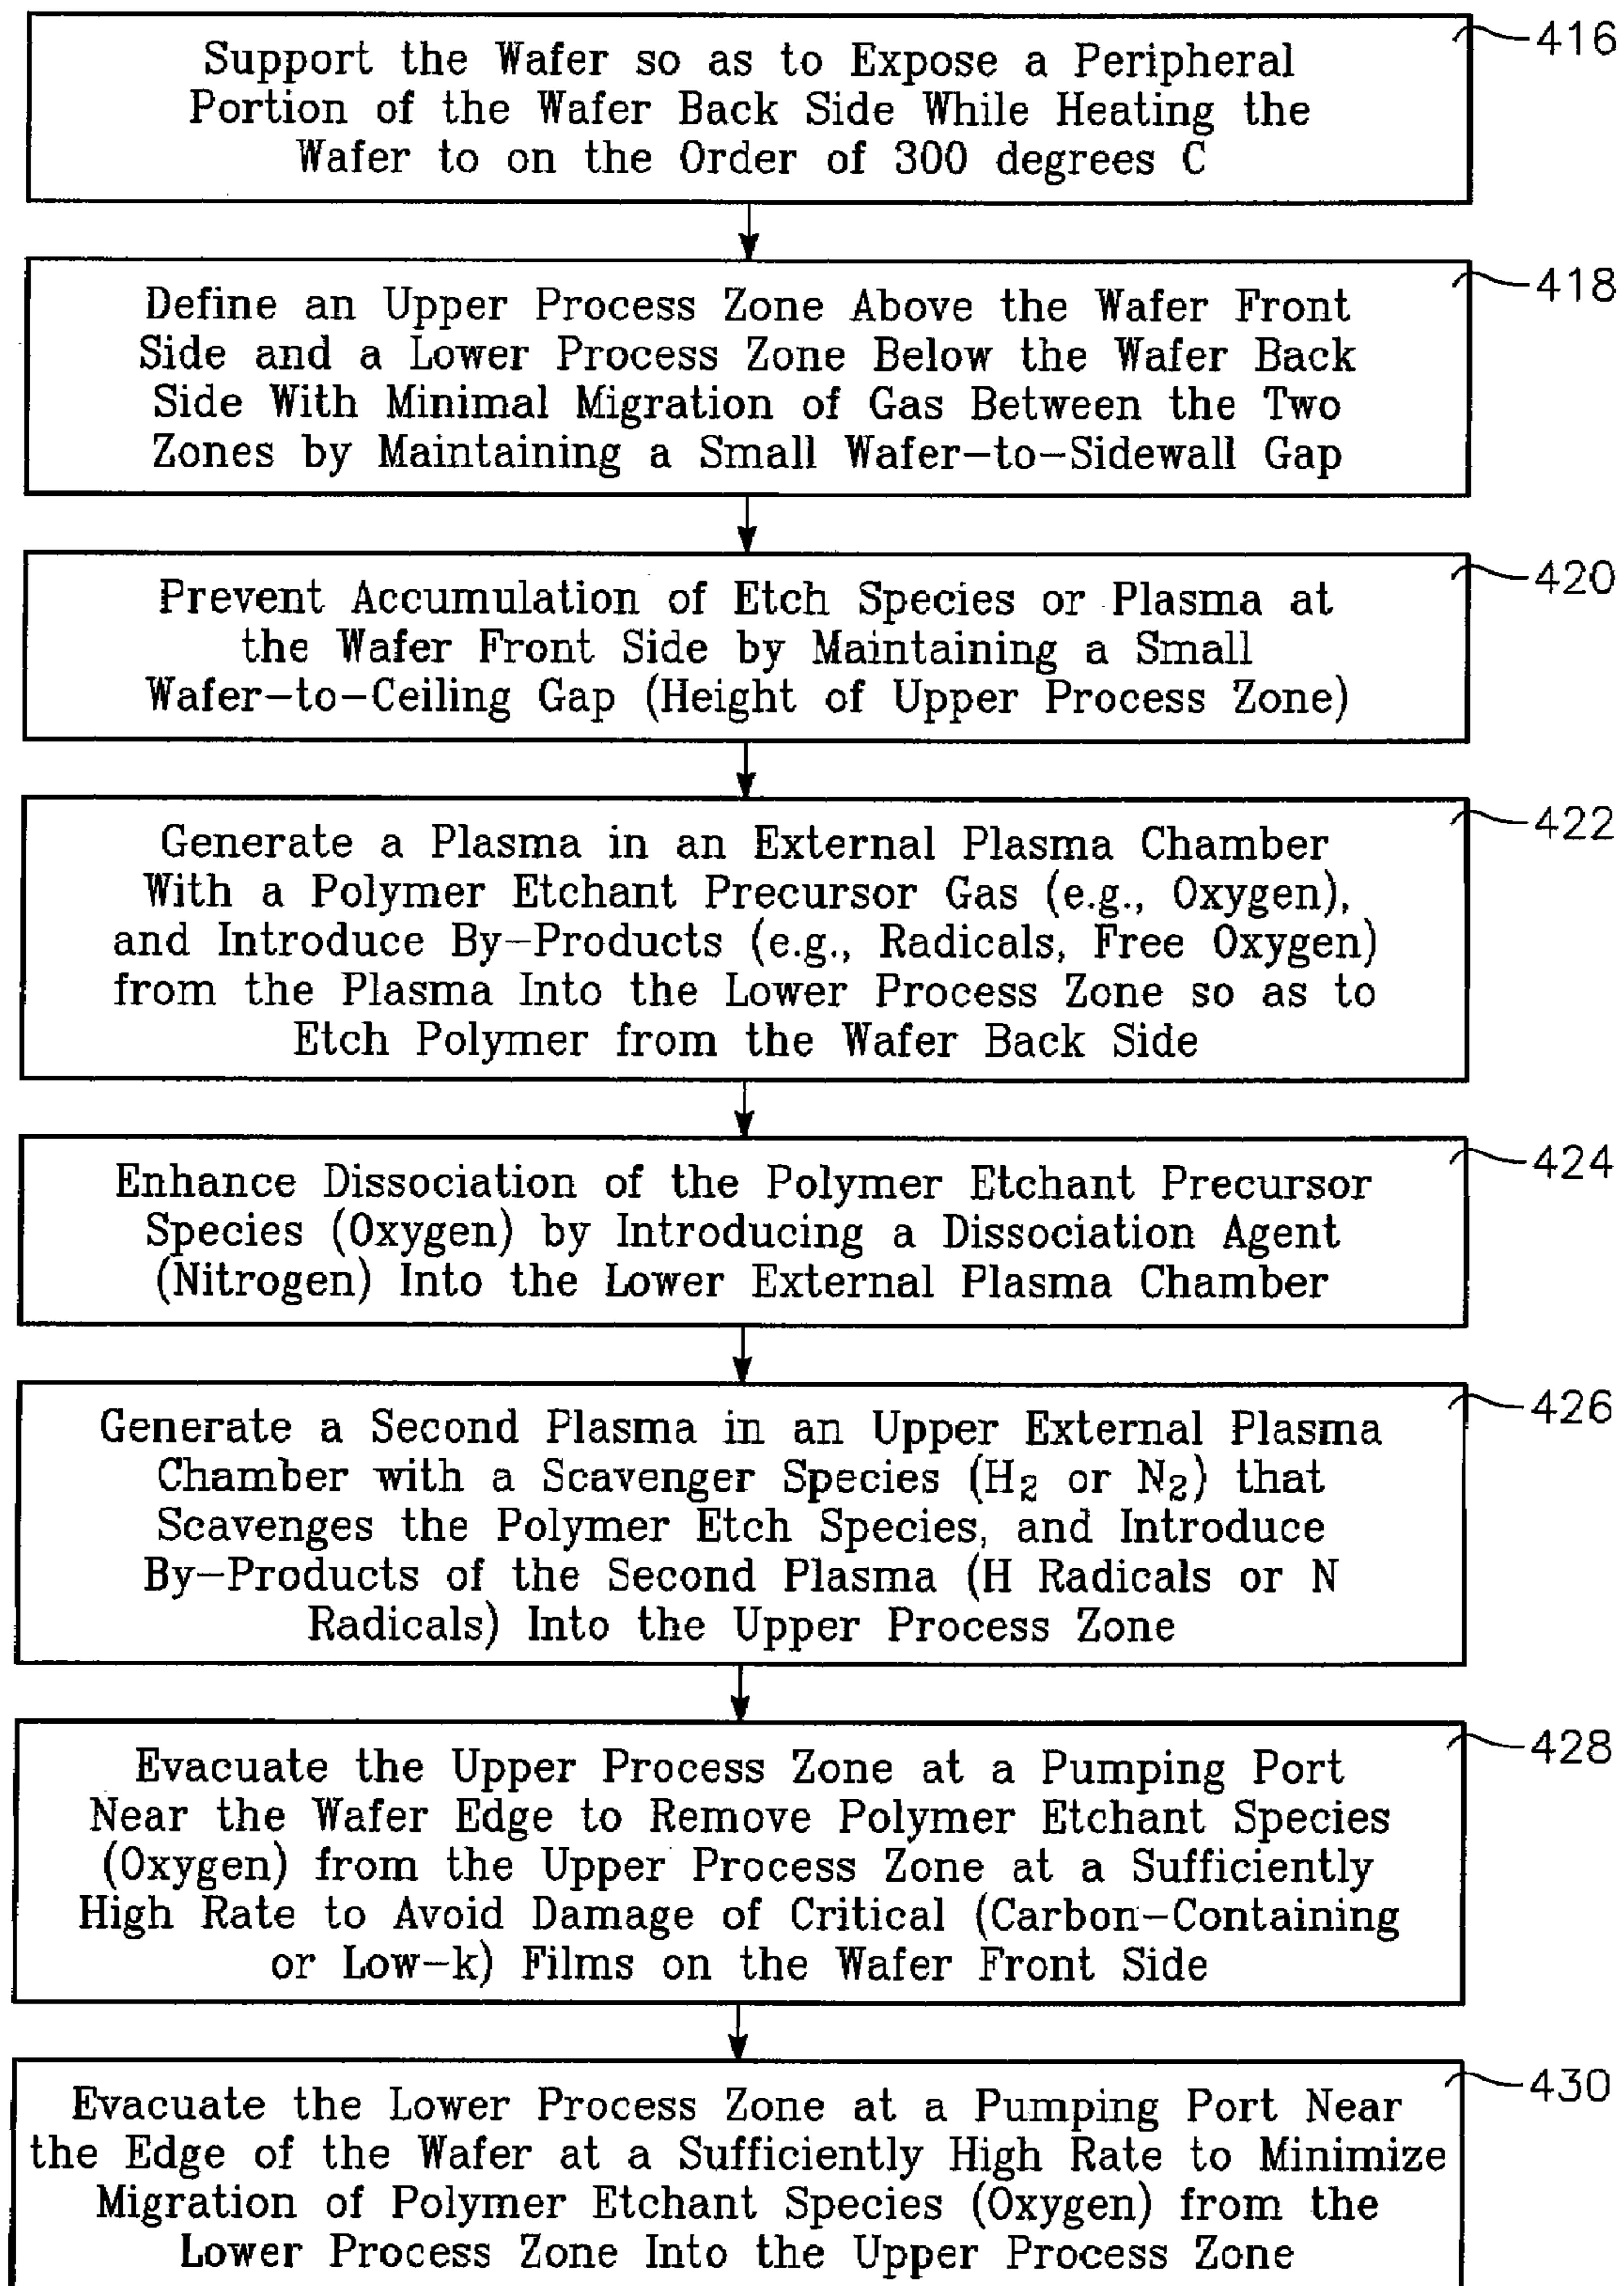 Support the Wafer so as to Expose a Peripheral
Portion of the Wafer Back Side While Heating the
Wafer to on the Order of 300 degrees C
416
Define an Upper Process Zone Above the Wafer Front
Side and a Lower Process Zone Below the Wafer Back
Side With Minimal Migration of Gas Between the Two
Zones by Maintaining a Small Wafer-to-Sidewall Gap
418
Prevent Accumulation of Etch Species or Plasma at
the Wafer Front Side by Maintaining a Small
Wafer-to-Ceiling Gap (Height of Upper Process Zone)
420
Generate a Plasma in an External Plasma Chamber
With a Polymer Etchant Precursor Gas (e.g., Oxygen),
and Introduce By-Products (e.g., Radicals, Free Oxygen)
from the Plasma Into the Lower Process Zone so as to
Etch Polymer from the Wafer Back Side
422
Enhance Dissociation of the Polymer Etchant Precursor
Species (Oxygen) by Introducing a Dissociation Agent
(Nitrogen) Into the Lower External Plasma Chamber
424
Generate a Second Plasma in an Upper External Plasma
Chamber with a Scavenger Species (H₂ or N₂) that
Scavenges the Polymer Etch Species, and Introduce
By-Products of the Second Plasma (H Radicals or N
Radicals) Into the Upper Process Zone
426
Evacuate the Upper Process Zone at a Pumping Port
Near the Wafer Edge to Remove Polymer Etchant Species
(Oxygen) from the Upper Process Zone at a Sufficiently
High Rate to Avoid Damage of Critical (Carbon-Containing
or Low-k) Films on the Wafer Front Side
428
Evacuate the Lower Process Zone at a Pumping Port Near
the Edge of the Wafer at a Sufficiently High Rate to Minimize
Migration of Polymer Etchant Species (Oxygen) from the
Lower Process Zone Into the Upper Process Zone
430